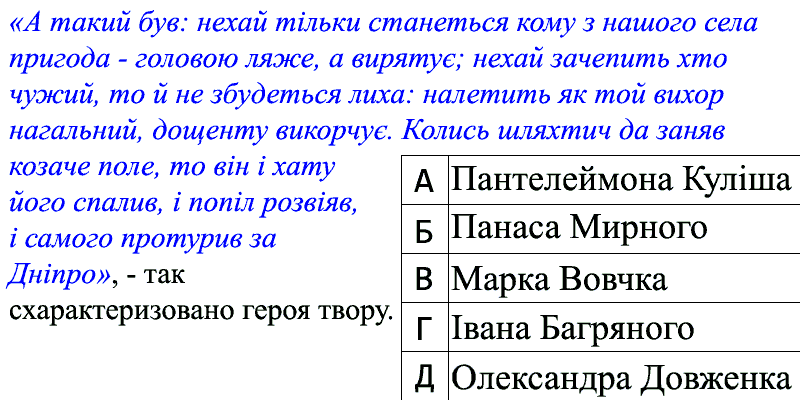 «А такий був: нехай тільки станеться кому з нашого села
пригода - головою ляже, а вирятує; нехай зачепить хто
чужий, то й не збудеться лиха: налетить як той вихор
нагальний, дощенту викорчує. Колись шляхтич да заняв
козаче поле, то він і хату
його спалив, і попіл розвіяв,
і самого протурив за
Дніпро», - так
схарактеризовано героя твору.
А Пантелеймона Куліша
Б Панаса Мирного
В Марка Вовчка
Г Івана Багряного
Д Олександра Довженка